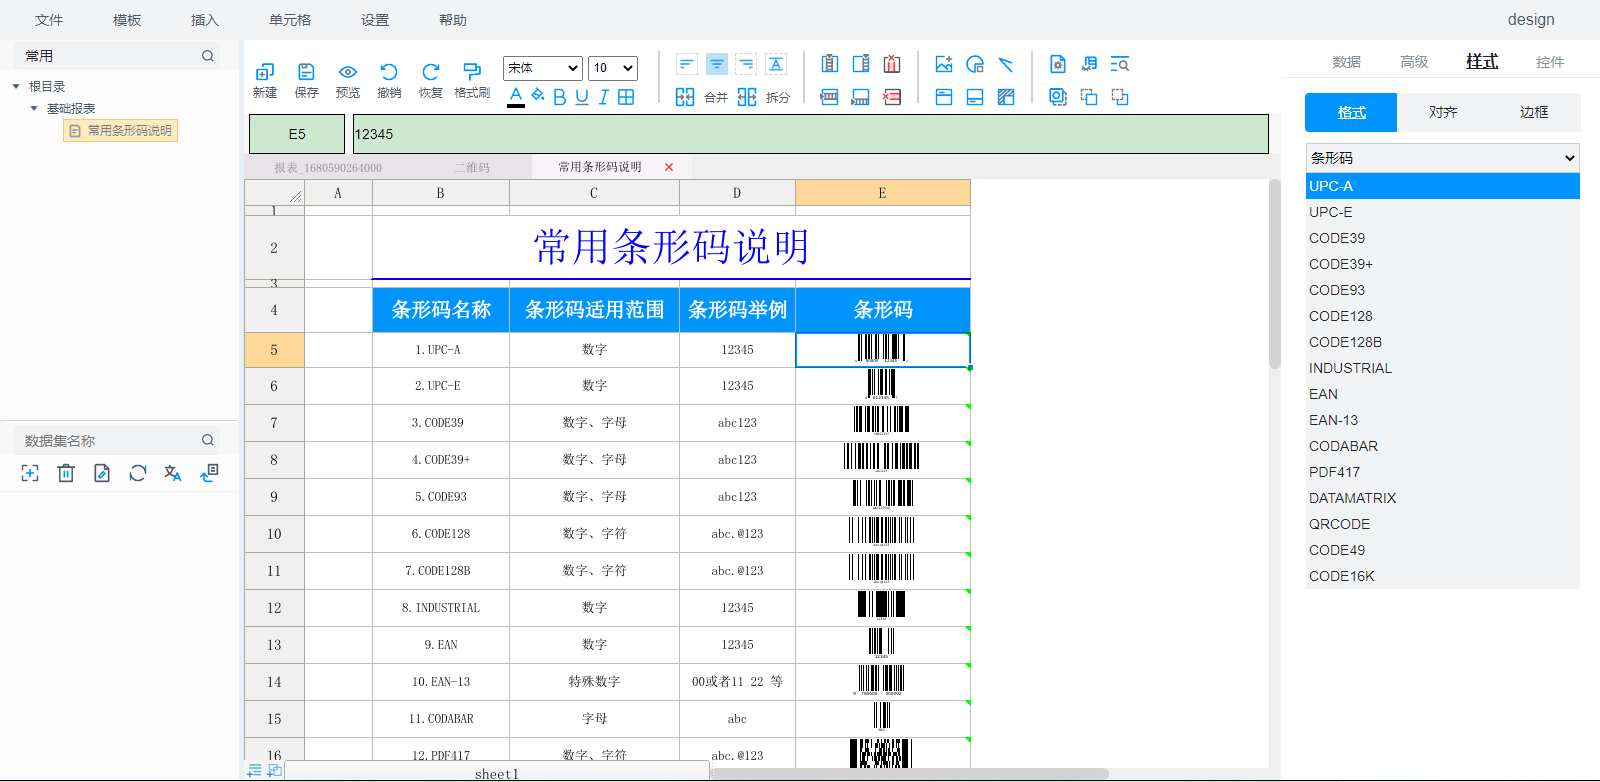 文件 模板 插入 单元格 设置 帮助 design
常用
根目录
基础报表
常用条形码说明
数据集名称
新建 保存 预览 撤销 恢复 格式刷
宋体 10
合并 拆分
E5 12345
报表_1680590264000 二维码 常用条形码说明
A B C D E
1
2 常用条形码说明
3
4 条形码名称 条形码适用范围 条形码举例 条形码
5 1.UPC-A 数字 12345
6 2.UPC-E 数字 12345
7 3.CODE39 数字、字母 abc123
8 4.CODE39+ 数字、字母 abc123
9 5.CODE93 数字、字母 abc123
10 6.CODE128 数字、字符 abc.@123
11 7.CODE128B 数字、字符 abc.@123
12 8.INDUSTRIAL 数字 12345
13 9.EAN 数字 12345
14 10.EAN-13 特殊数字 00或者11 22 等
15 11.CODABAR 字母 abc
16 12.PDF417 数字、字符 abc.@123
sheet1
数据 高级 样式 控件
格式 对齐 边框
条形码
UPC-A
UPC-E
CODE39
CODE39+
CODE93
CODE128
CODE128B
INDUSTRIAL
EAN
EAN-13
CODABAR
PDF417
DATAMATRIX
QRCODE
CODE49
CODE16K